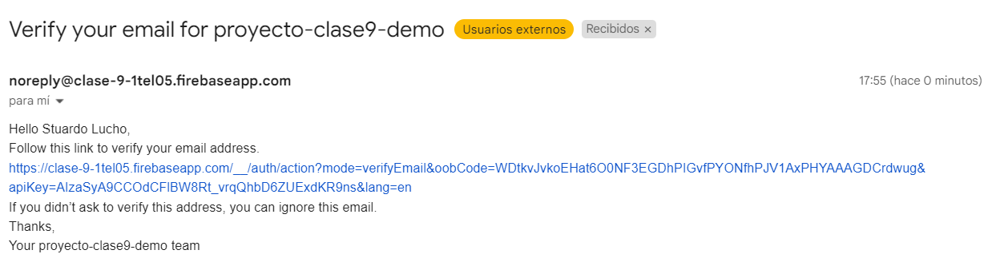 Verify your email for proyecto-clase9-demo Usuarios externos Recibidos ×
noreply@clase-9-1tel05.firebaseapp.com 17:55 (hace 0 minutos)
para mí
Hello Stuardo Lucho,
Follow this link to verify your email address.
https://clase-9-1tel05.firebaseapp.com/__/auth/action?mode=verifyEmail&oobCode=WDtkvJvkoEHat6O0NF3EGDhPIGvfPYONfhPJV1AxPHYAAAGDCrdwug&
apiKey=AIzaSyA9CCOdCFIBW8Rt_vrqQhbD6ZUExdKR9ns&lang=en
If you didn’t ask to verify this address, you can ignore this email.
Thanks,
Your proyecto-clase9-demo team